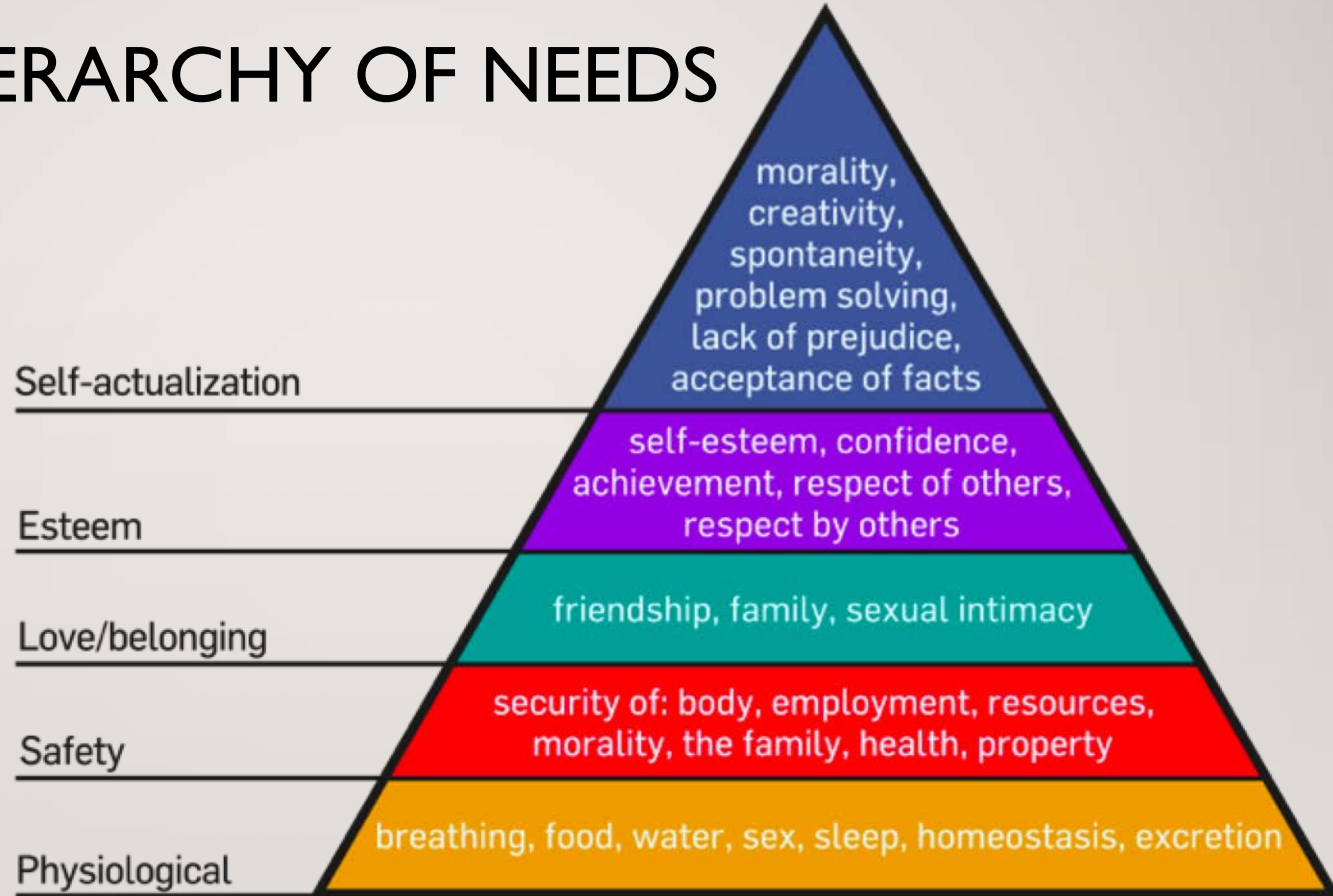 ERARCHY OF NEEDS
morality,
creativity,
spontaneity,
problem solving,
lack of prejudice,
acceptance of facts
Self-actualization
self-esteem, confidence,
achievement, respect of others,
respect by others
Esteem
friendship, family, sexual intimacy
Love/belonging
security of: body, employment, resources,
morality, the family, health, property
Safety
breathing, food, water, sex, sleep, homeostasis, excretion
Physiological